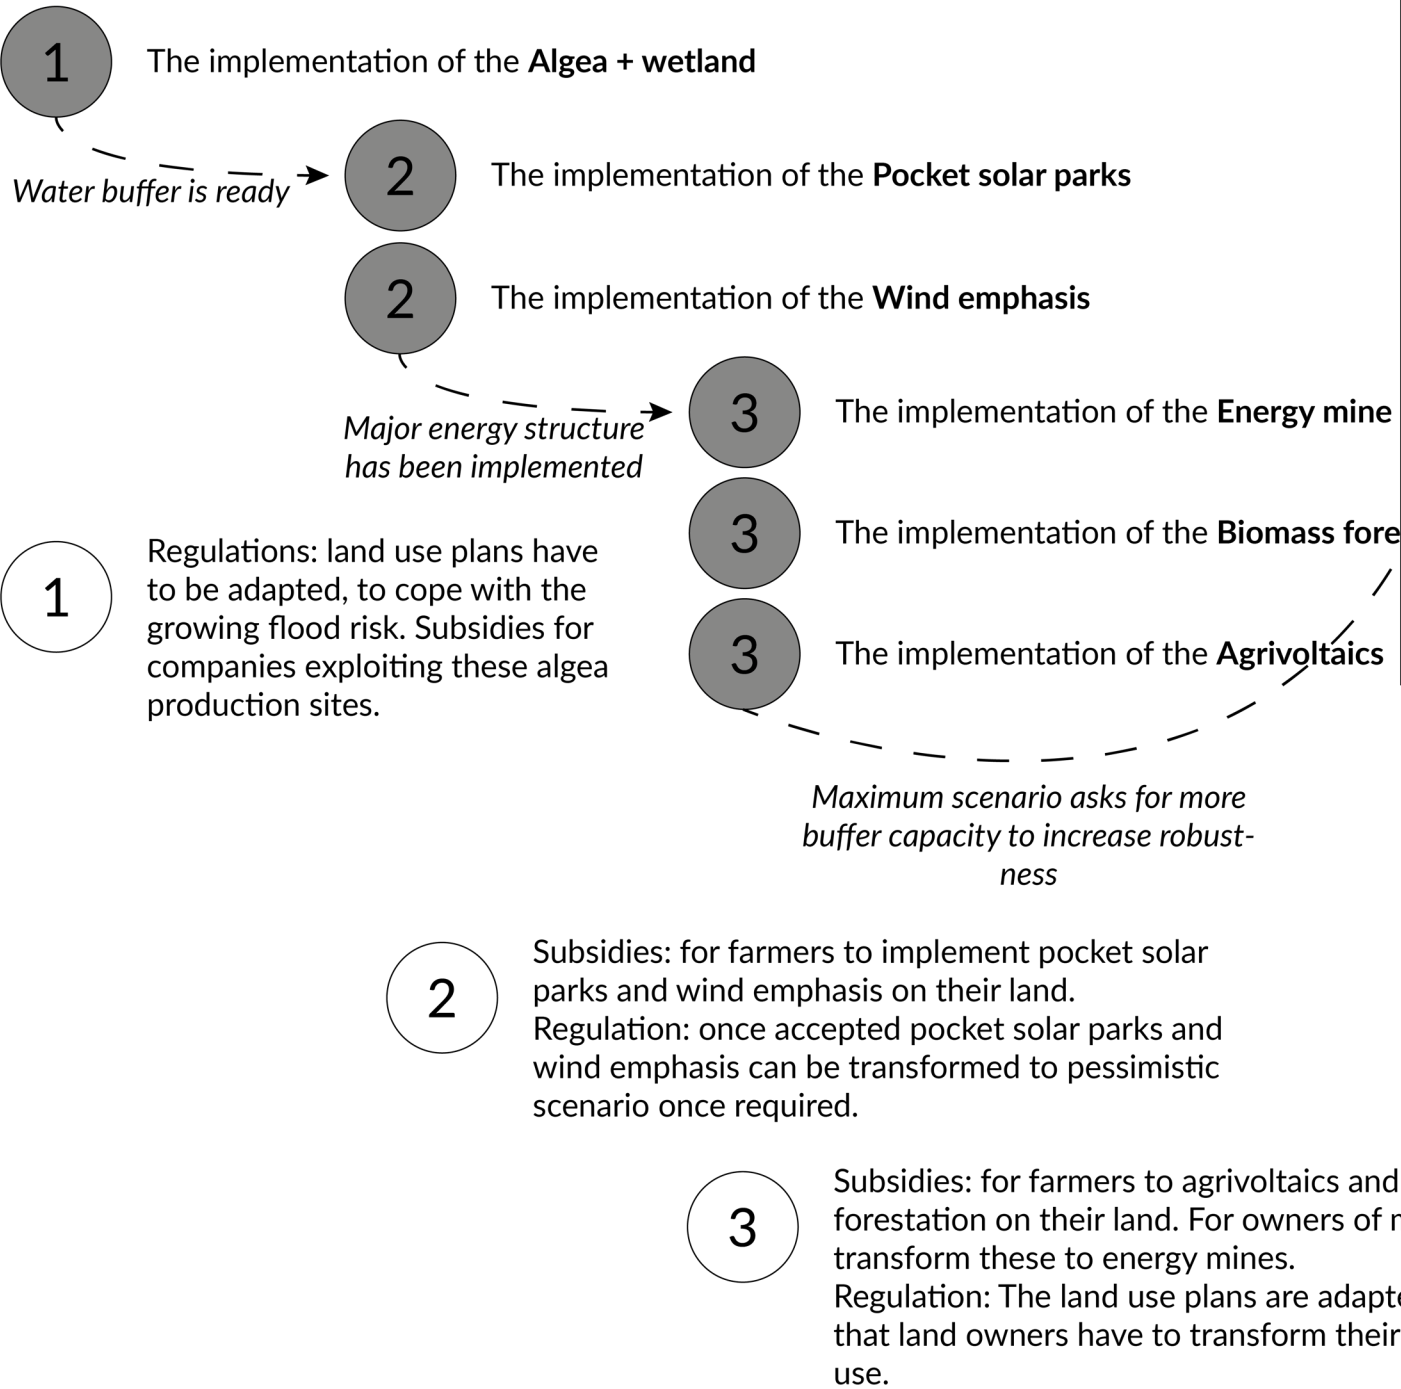 1
The implementation of the Algea + wetland
Water buffer is ready
2
The implementation of the Pocket solar parks
2
The implementation of the Wind emphasis
Major energy structure
has been implemented
3
The implementation of the Energy mine
3
The implementation of the Biomass fore
3
The implementation of the Agrivoltaics
Maximum scenario asks for more
buffer capacity to increase robust-
ness
1
Regulations: land use plans have
to be adapted, to cope with the
growing flood risk. Subsidies for
companies exploiting these algea
production sites.
2
Subsidies: for farmers to implement pocket solar
parks and wind emphasis on their land.
Regulation: once accepted pocket solar parks and
wind emphasis can be transformed to pessimistic
scenario once required.
3
Subsidies: for farmers to agrivoltaics and
forestation on their land. For owners of
transform these to energy mines.
Regulation: The land use plans are adapte
that land owners have to transform their
use.